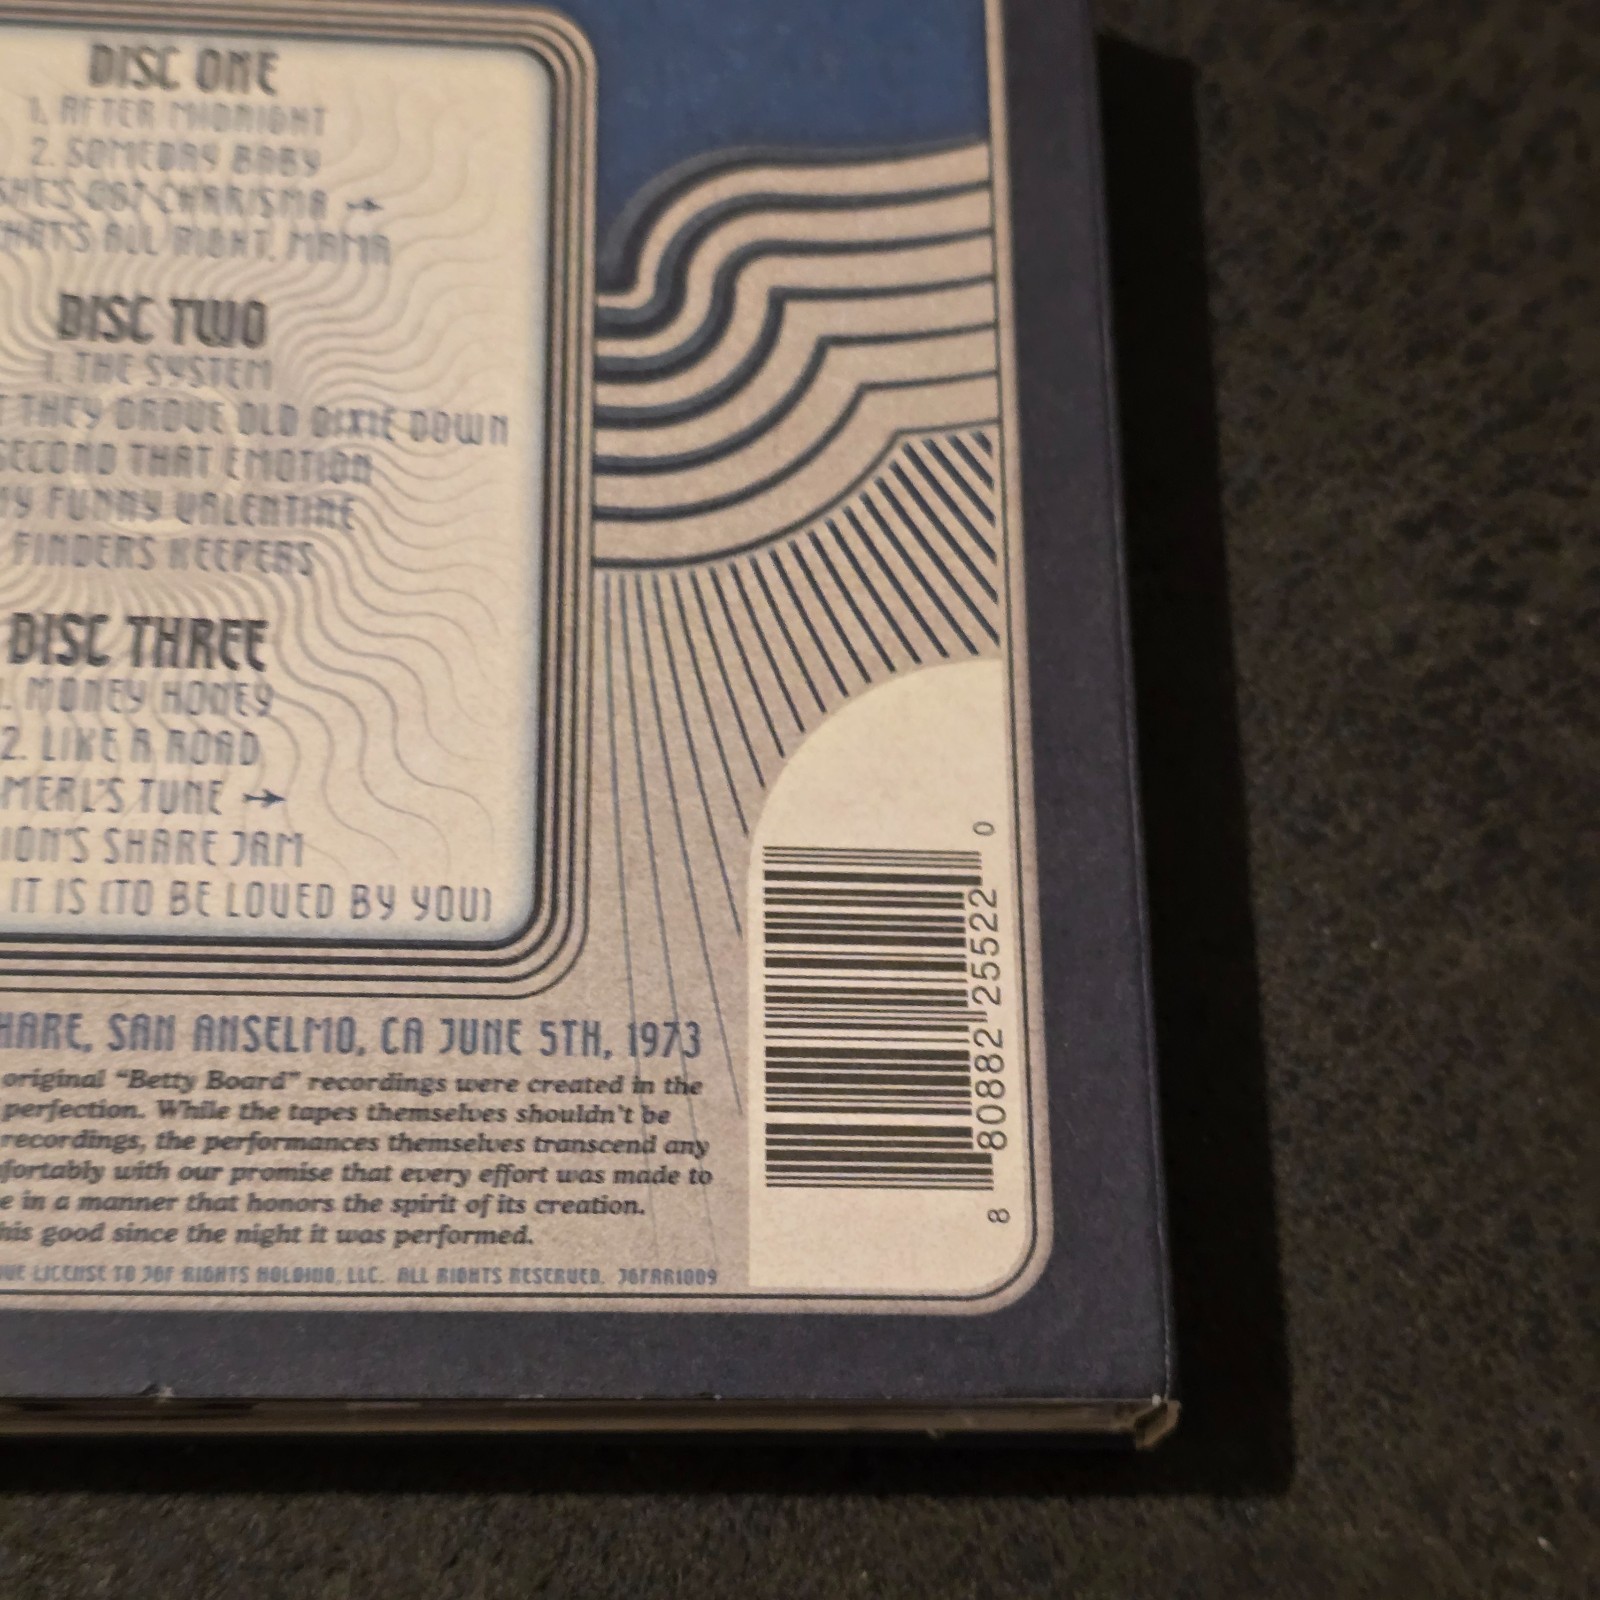 DISC ONE
1. AFTER MIDNIGHT
2. SOMEDAY BABY
SHE'S GOT CHARISMA →
THAT'S ALL RIGHT, MAMA
DISC TWO
1. THE SYSTEM
T THEY DROVE OLD DIXIE DOWN
SECOND THAT EMOTION
MY FUNNY VALENTINE
FINDERS KEEPERS
DISC THREE
1. MONEY HONEY
2. LIKE A ROAD
MERL'S TUNE →
ION'S SHARE JAM
IT IS (TO BE LOVED BY YOU)
HARE, SAN ANSELMO, CA JUNE 5TH, 1973
original “Betty Board” recordings were created in the
perfection. While the tapes themselves shouldn't be
recordings, the performances themselves transcend any
fortably with our promise that every effort was made to
e in a manner that honors the spirit of its creation.
his good since the night it was performed.
VE LICENSE TO JGF RIGHTS HOLDING, LLC. ALL RIGHTS RESERVED. JGFRR1009
8 80882 25522 0